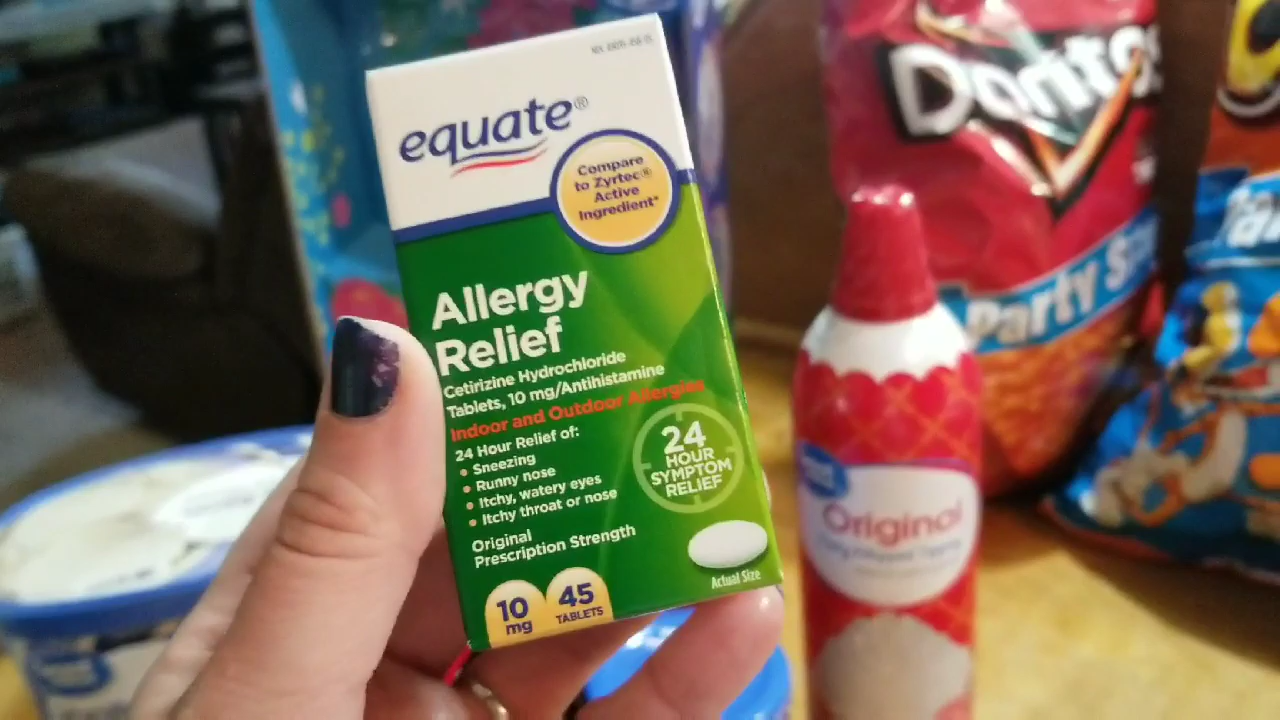 equate®
Compare
to Zyrtec®
Active
Ingredient*
Allergy
Relief
Cetirizine Hydrochloride
Tablets, 10 mg/Antihistamine
Indoor and Outdoor Allergies
24 Hour Relief of:
• Sneezing
• Runny nose
• Itchy, watery eyes
• Itchy throat or nose
24
HOUR
SYMPTOM
RELIEF
Original
Prescription Strength
Actual Size
10
mg
45
TABLETS
Doritos
Party
Original